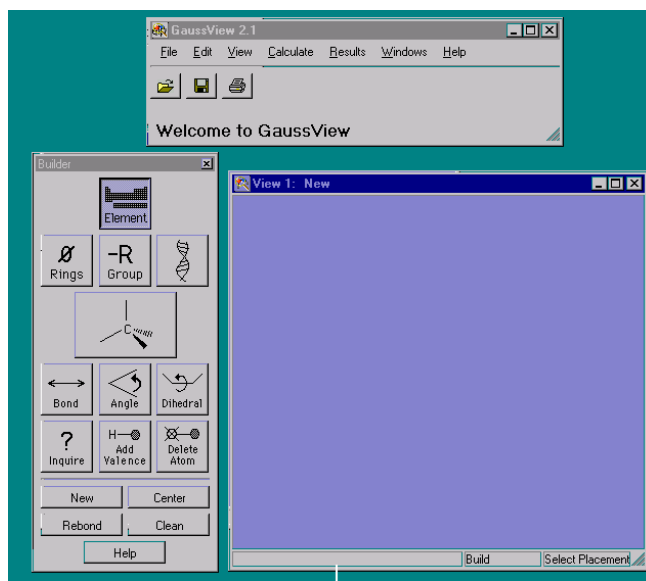 GaussView 2.1
File Edit View Calculate Results Windows Help
Welcome to GaussView
Builder
Element
Rings
-R
Group
C
Bond
Angle
Dihedral
?
Inquire
H
Add
Valence
Delete
Atom
New
Center
Rebond
Clean
Help
View 1: New
Build
Select Placement